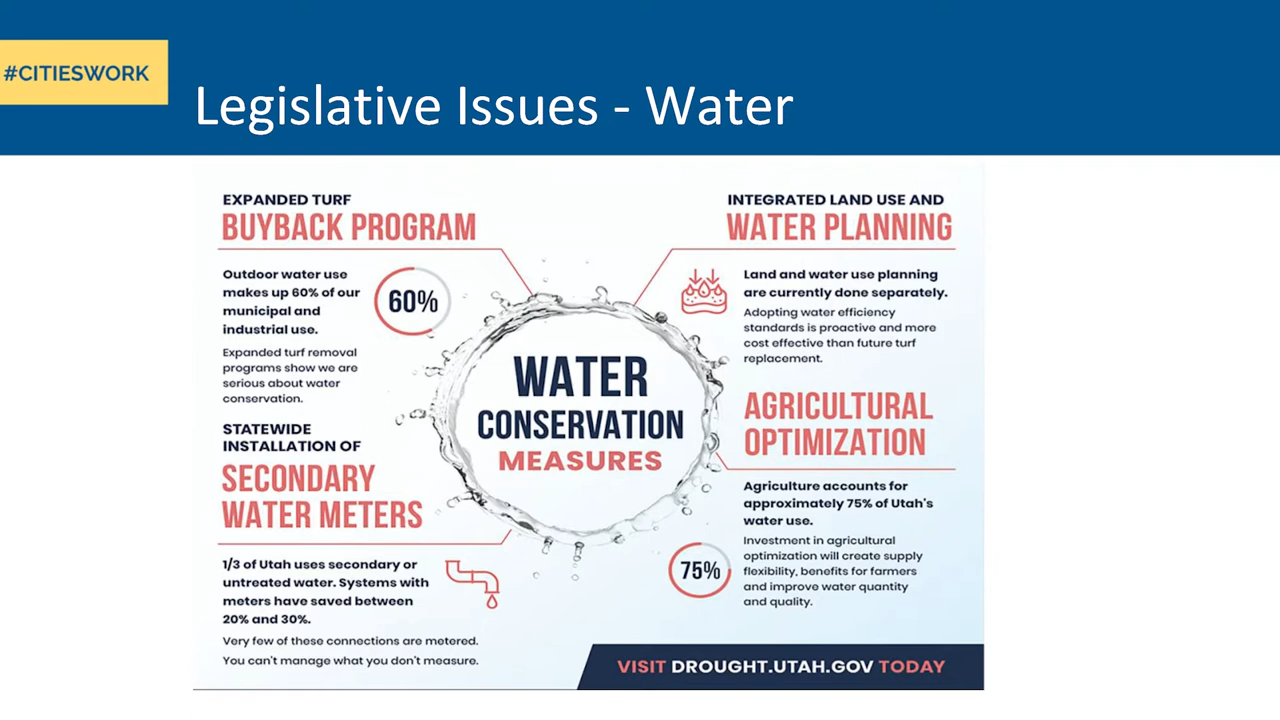 #CITIESWORK
Legislative Issues - Water
EXPANDED TURF
BUYBACK PROGRAM
Outdoor water use
makes up 60% of our
municipal and
industrial use.
60%
Expanded turf removal
programs show we are
serious about water
conservation.
STATEWIDE
INSTALLATION OF
SECONDARY
WATER METERS
1/3 of Utah uses secondary or
untreated water. Systems with
meters have saved between
20% and 30%.
Very few of these connections are metered.
You can't manage what you don't measure.
WATER
CONSERVATION
MEASURES
INTEGRATED LAND USE AND
WATER PLANNING
Land and water use planning
are currently done separately.
Adopting water efficiency
standards is proactive and more
cost effective than future turf
replacement.
AGRICULTURAL
OPTIMIZATION
Agriculture accounts for
approximately 75% of Utah's
water use.
75%
Investment in agricultural
optimization will create supply
flexibility, benefits for farmers
and improve water quantity
and quality.
VISIT DROUGHT.UTAH.GOV TODAY